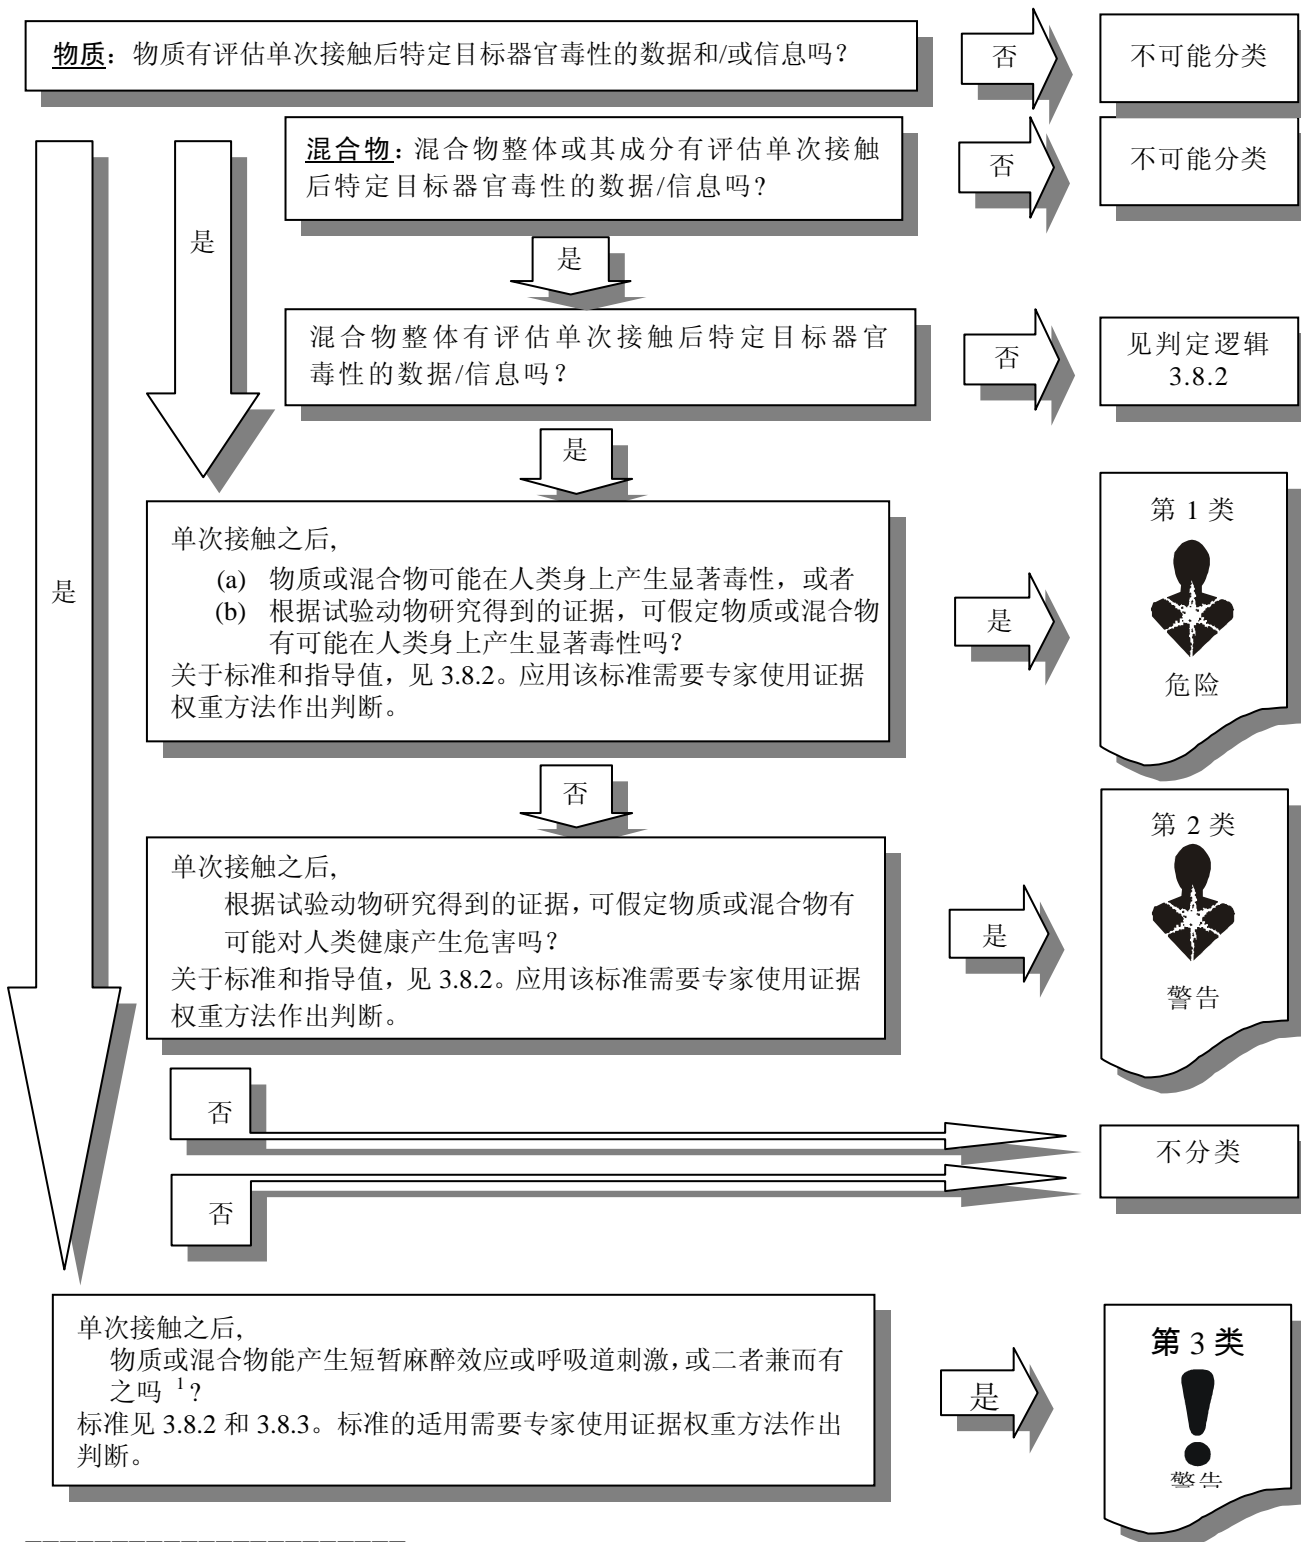 物质：物质有评估单次接触后特定目标器官毒性的数据和/或信息吗？
否
不可能分类
混合物：混合物整体或其成分有评估单次接触
后特定目标器官毒性的数据/信息吗?
否
不可能分类
是
是
混合物整体有评估单次接触后特定目标器官
毒性的数据/信息吗？
否
见判定逻辑
3.8.2
是
单次接触之后,
(a) 物质或混合物可能在人类身上产生显著毒性，或者
(b) 根据试验动物研究得到的证据，可假定物质或混合物
有可能在人类身上产生显著毒性吗？
关于标准和指导值，见 3.8.2。应用该标准需要专家使用证据
权重方法作出判断。
是
是
第 1 类
危险
否
单次接触之后,
根据试验动物研究得到的证据，可假定物质或混合物有
可能对人类健康产生危害吗？
关于标准和指导值，见 3.8.2。应用该标准需要专家使用证据
权重方法作出判断。
是
第 2 类
警告
否
不分类
否
单次接触之后,
物质或混合物能产生短暂麻醉效应或呼吸道刺激，或二者兼而有
之吗 1？
标准见 3.8.2 和 3.8.3。标准的适用需要专家使用证据权重方法作出
判断。
是
第 3 类
警告